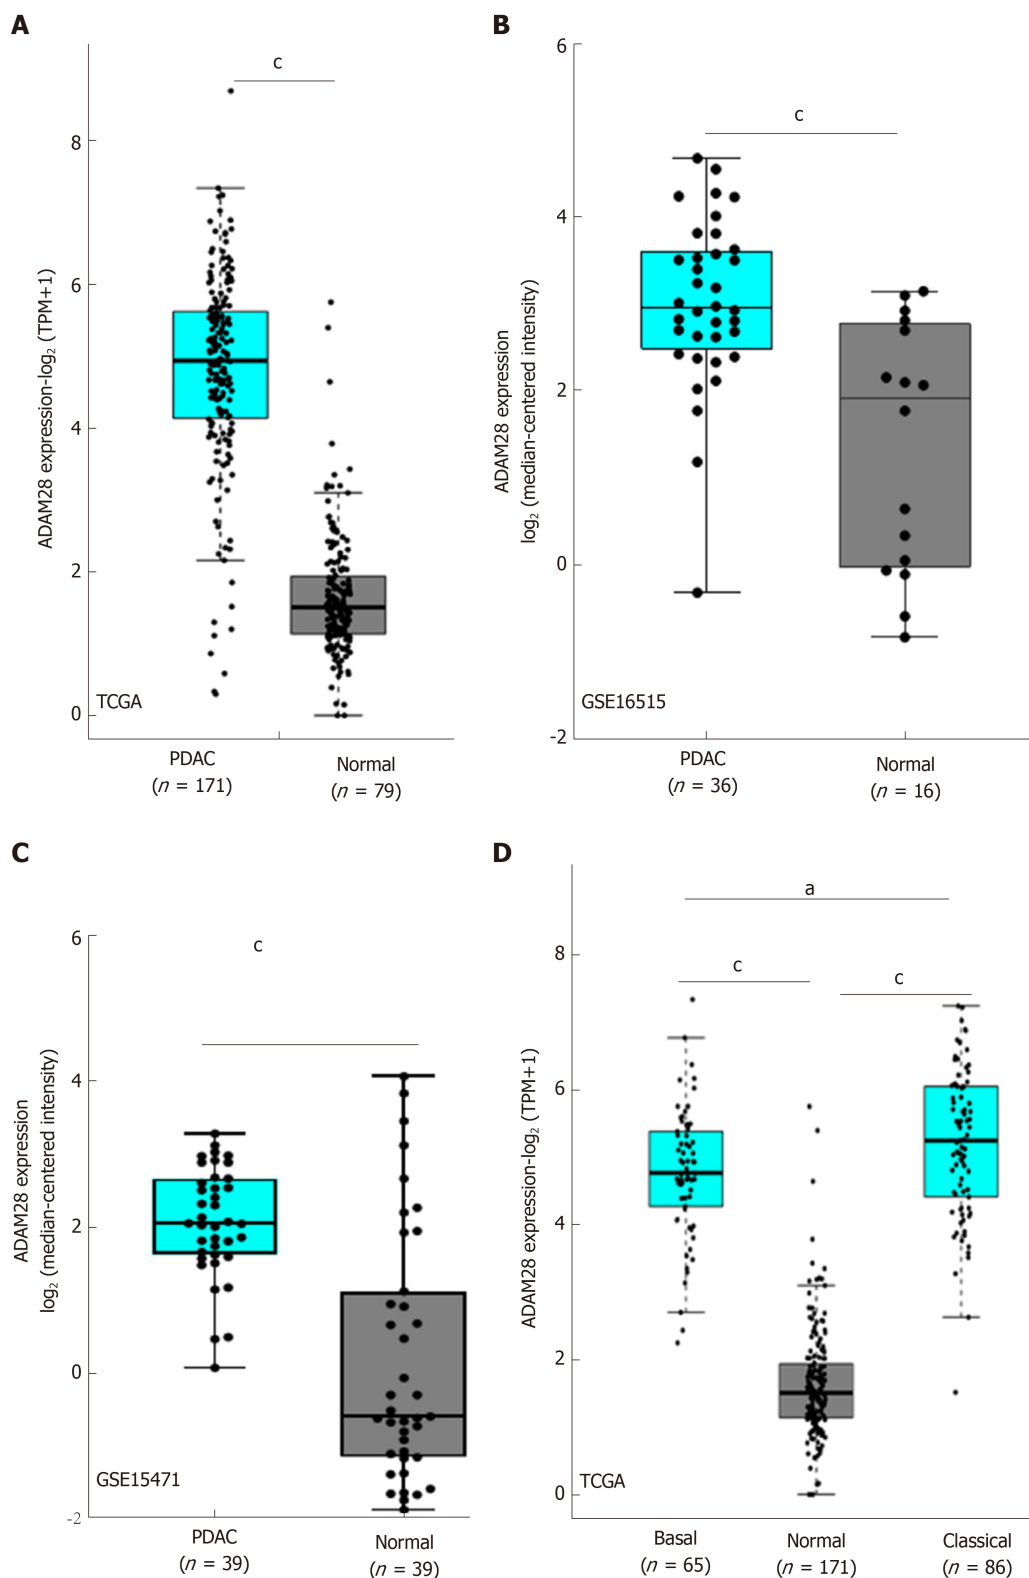 A
c
8
6
4
2
0
ADAM28 expression-log₂ (TPM+1)
TCGA
PDAC
(n = 171)
Normal
(n = 79)
B
c
6
4
2
0
-2
ADAM28 expression
log₂ (median-centered intensity)
GSE16515
PDAC
(n = 36)
Normal
(n = 16)
C
c
6
4
2
0
-2
ADAM28 expression
log₂ (median-centered intensity)
GSE15471
PDAC
(n = 39)
Normal
(n = 39)
D
a
c
c
8
6
4
2
0
ADAM28 expression-log₂ (TPM+1)
TCGA
Basal
(n = 65)
Normal
(n = 171)
Classical
(n = 86)